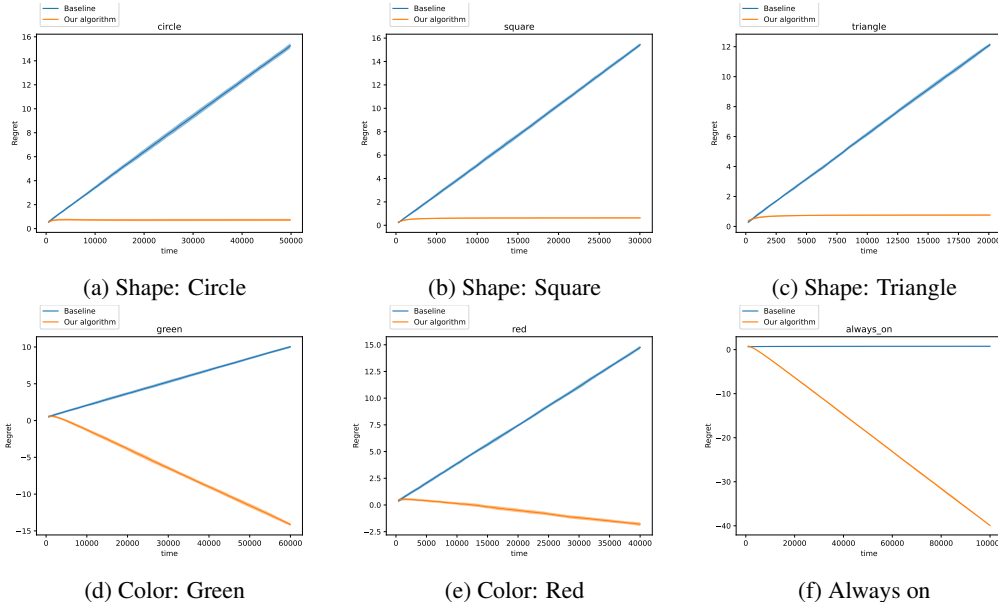 Baseline
Our algorithm
circle
Regret
16
14
12
10
8
6
4
2
0
0 10000 20000 30000 40000 50000
time
(a) Shape: Circle
Baseline
Our algorithm
square
Regret
16
14
12
10
8
6
4
2
0
0 5000 10000 15000 20000 25000 30000
time
(b) Shape: Square
Baseline
Our algorithm
triangle
Regret
12
10
8
6
4
2
0
0 2500 5000 7500 10000 12500 15000 17500 20000
time
(c) Shape: Triangle
Baseline
Our algorithm
green
Regret
10
5
0
−5
−10
−15
0 10000 20000 30000 40000 50000 60000
time
(d) Color: Green
Baseline
Our algorithm
red
Regret
15.0
12.5
10.0
7.5
5.0
2.5
0.0
−2.5
0 5000 10000 15000 20000 25000 30000 35000 40000
time
(e) Color: Red
Baseline
Our algorithm
always_on
Regret
0
−10
−20
−30
−40
0 20000 40000 60000 80000 100000
time
(f) Always on